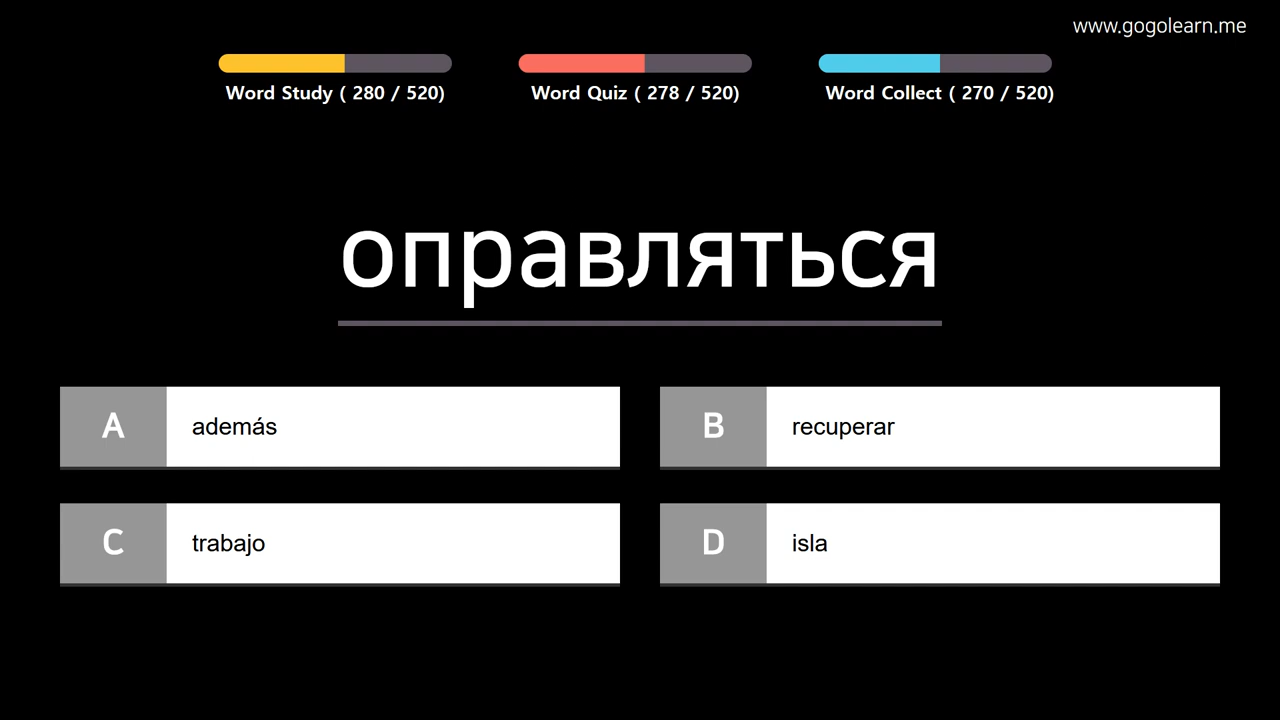 www.gogolearn.me
Word Study ( 280 / 520)
Word Quiz ( 278 / 520)
Word Collect ( 270 / 520)
оправляться
A
además
B
recuperar
C
trabajo
D
isla